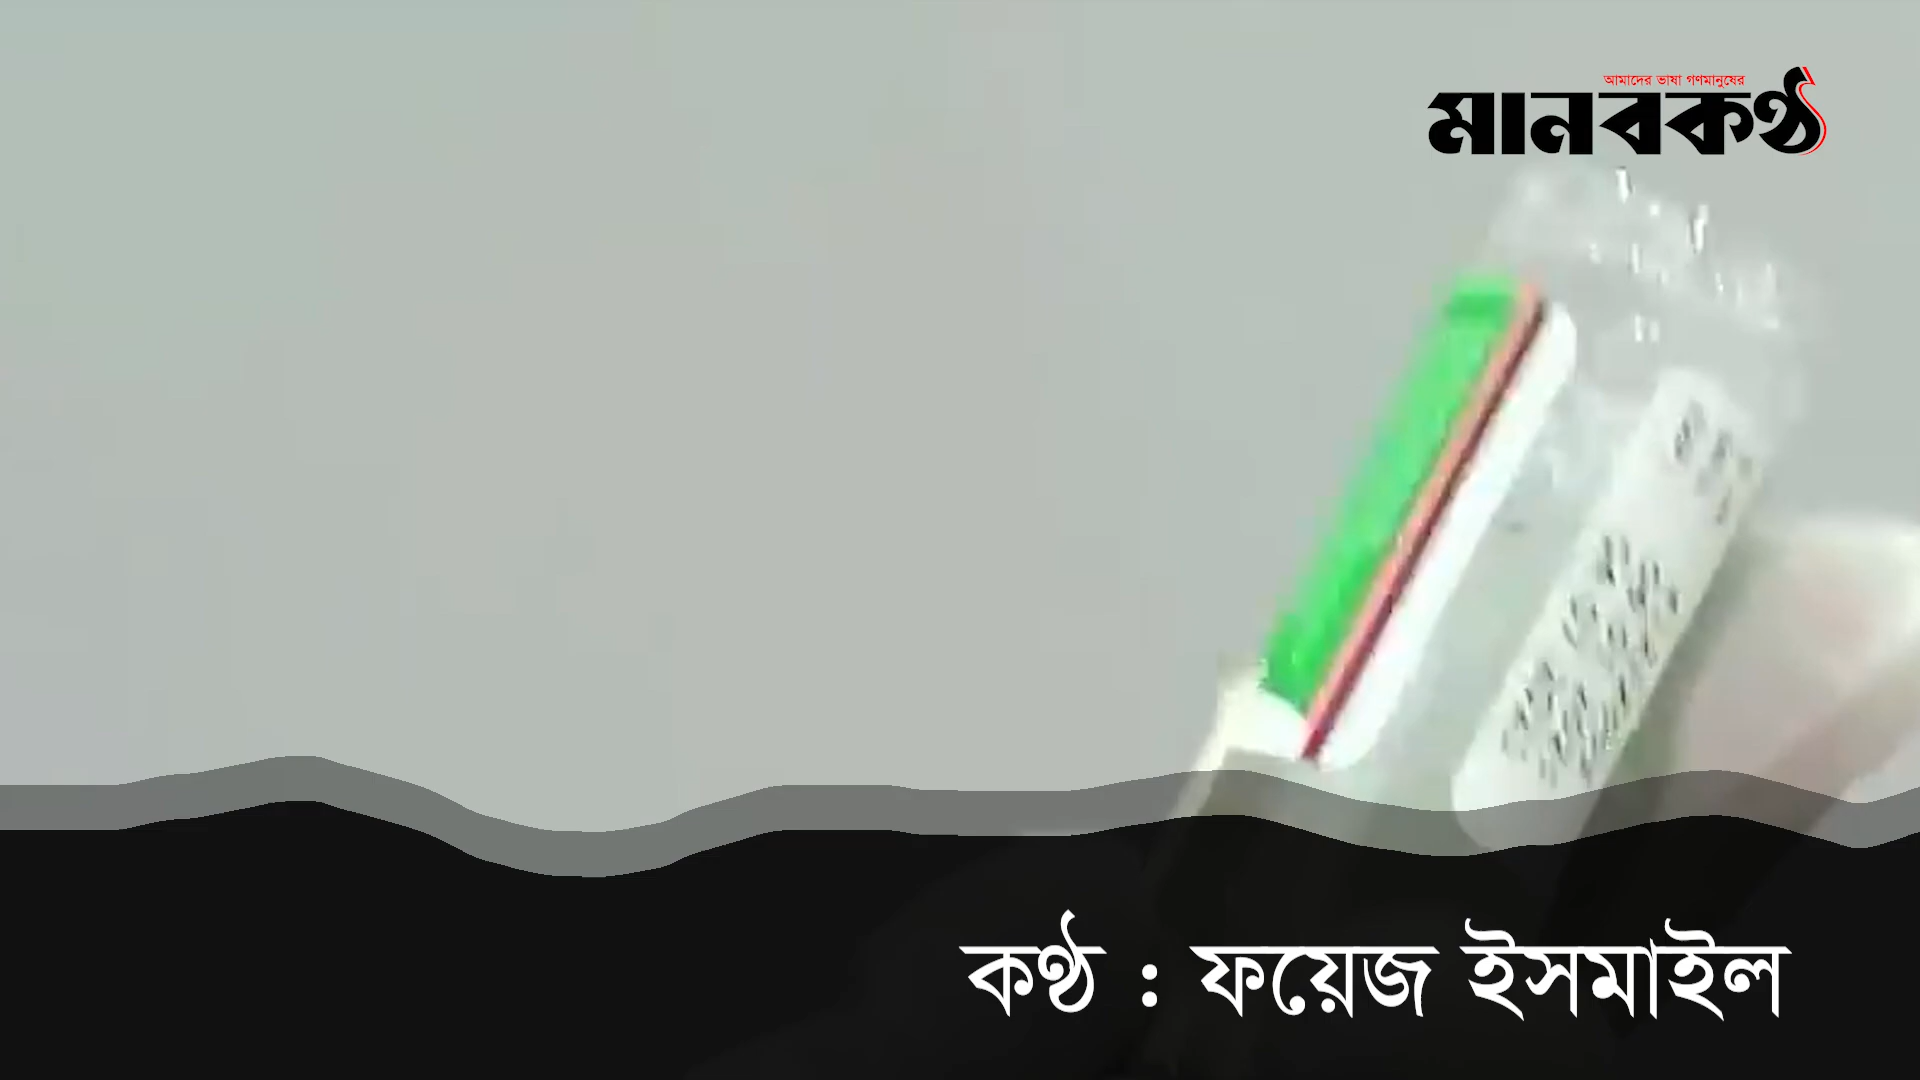 আমাদের ভাষা গণমানুষের
মানবকণ্ঠ
কণ্ঠ : ফয়েজ ইসমাইল